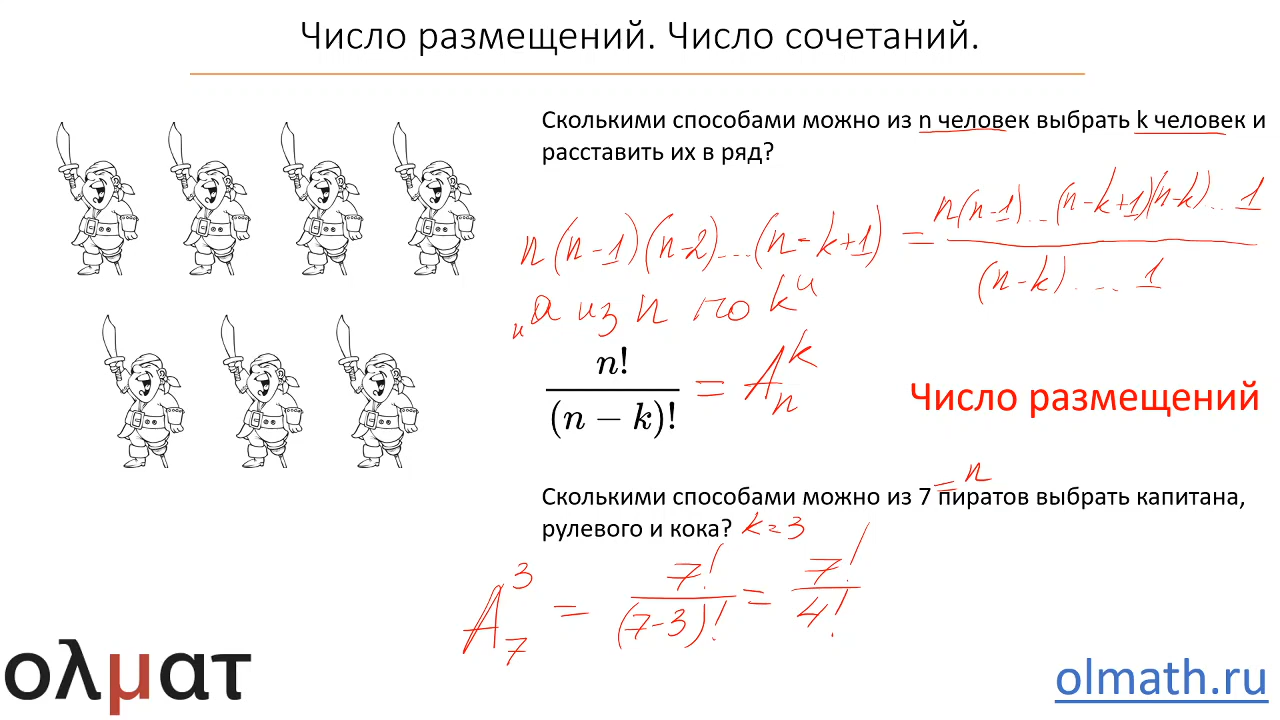 Число размещений. Число сочетаний.
Сколькими способами можно из n человек выбрать k человек и
расставить их в ряд?
n(n-1)(n-2)...(n-k+1) = n(n-1)...(n-k+1)(n-k)...1 / (n-k)....1
"А из n по k"
n! / (n − k)! = A_n^k
Число размещений
= n
Сколькими способами можно из 7 пиратов выбрать капитана,
рулевого и кока? k=3
A_7^3 = 7! / (7-3)! = 7! / 4!
ολματ
olmath.ru